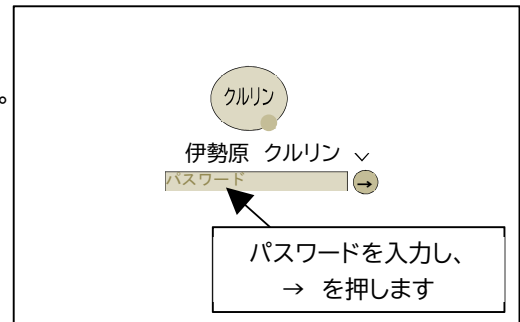 。
クルリン
伊勢原 クルリン ∨
パスワード →
パスワードを入力し、
→ を押します